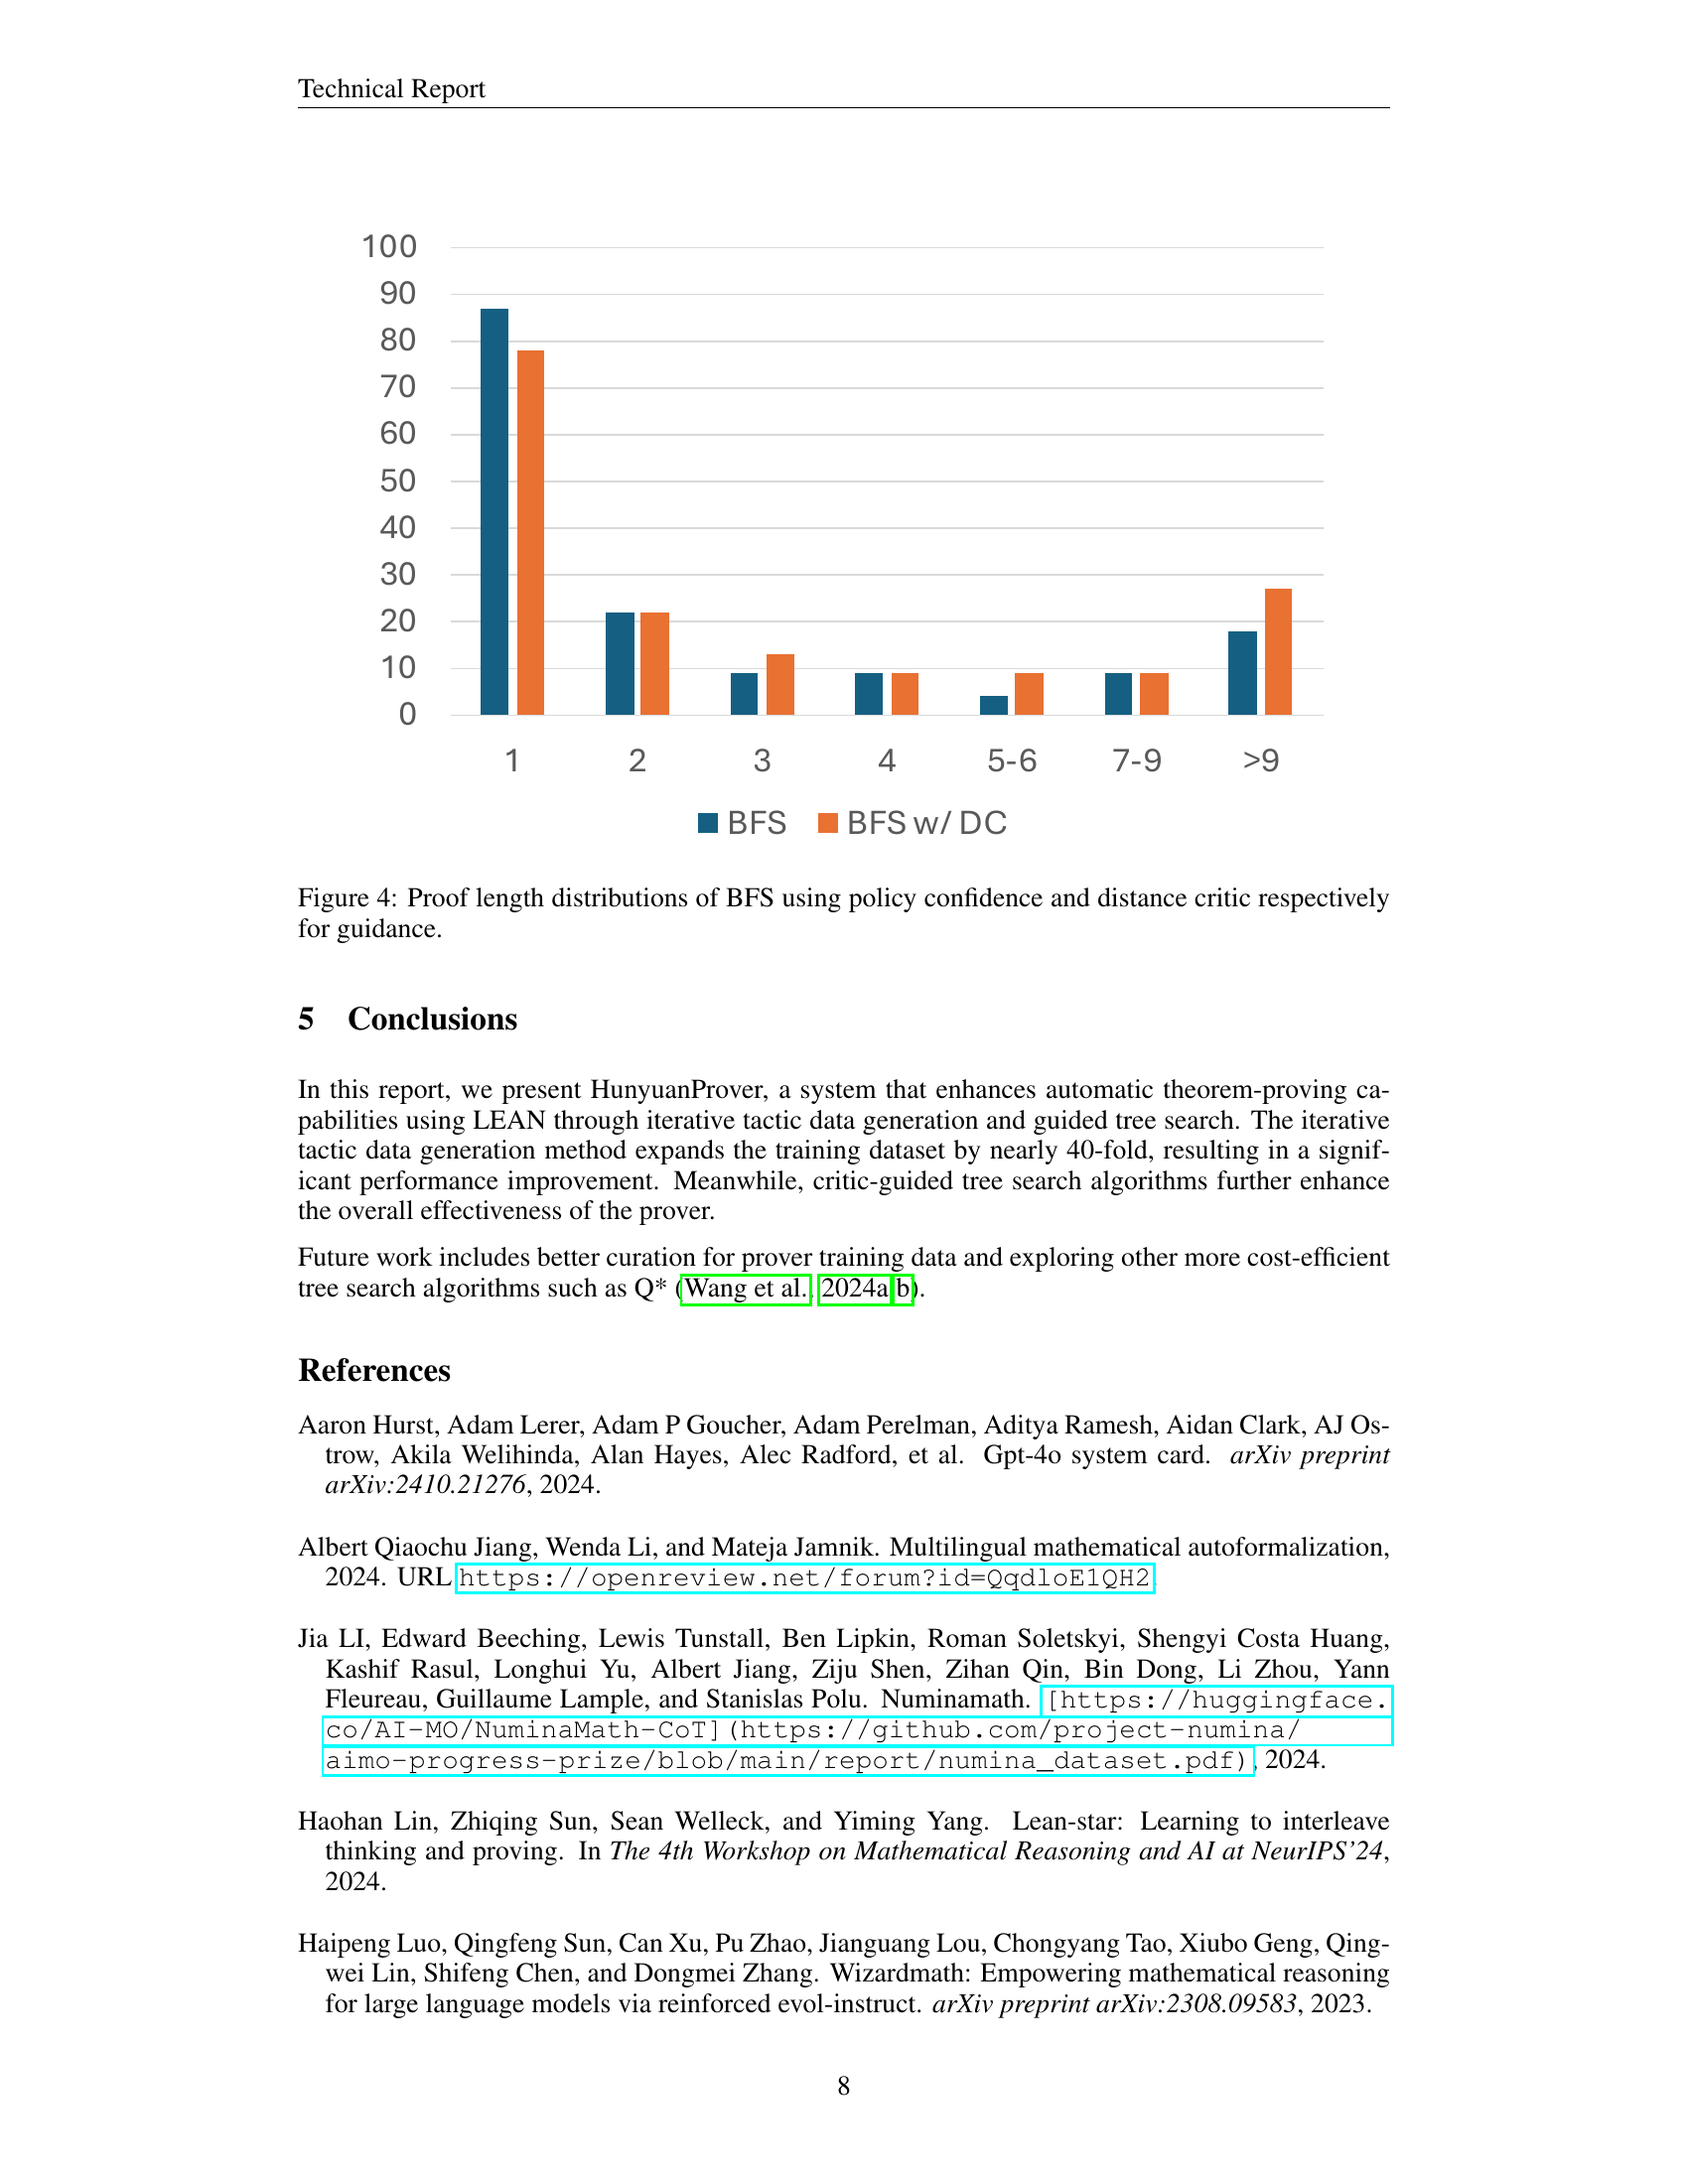 Technical Report
100
90
80
70
60
50
40
30
20
10
0
1 2 3 4 5-6 7-9 >9
BFS BFS w/ DC
Figure 4: Proof length distributions of BFS using policy confidence and distance critic respectively
for guidance.
5 Conclusions
In this report, we present HunyuanProver, a system that enhances automatic theorem-proving ca-
pabilities using LEAN through iterative tactic data generation and guided tree search. The iterative
tactic data generation method expands the training dataset by nearly 40-fold, resulting in a signif-
icant performance improvement. Meanwhile, critic-guided tree search algorithms further enhance
the overall effectiveness of the prover.
Future work includes better curation for prover training data and exploring other more cost-efficient
tree search algorithms such as Q* (Wang et al., 2024a;b).
References
Aaron Hurst, Adam Lerer, Adam P Goucher, Adam Perelman, Aditya Ramesh, Aidan Clark, AJ Os-
trow, Akila Welihinda, Alan Hayes, Alec Radford, et al. Gpt-4o system card. arXiv preprint
arXiv:2410.21276, 2024.
Albert Qiaochu Jiang, Wenda Li, and Mateja Jamnik. Multilingual mathematical autoformalization,
2024. URL https://openreview.net/forum?id=QqdloE1QH2.
Jia LI, Edward Beeching, Lewis Tunstall, Ben Lipkin, Roman Soletskyi, Shengyi Costa Huang,
Kashif Rasul, Longhui Yu, Albert Jiang, Ziju Shen, Zihan Qin, Bin Dong, Li Zhou, Yann
Fleureau, Guillaume Lample, and Stanislas Polu. Numinamath. [https://huggingface.
co/AI-MO/NuminaMath-CoT](https://github.com/project-numina/
aimo-progress-prize/blob/main/report/numina_dataset.pdf), 2024.
Haohan Lin, Zhiqing Sun, Sean Welleck, and Yiming Yang. Lean-star: Learning to interleave
thinking and proving. In The 4th Workshop on Mathematical Reasoning and AI at NeurIPS'24,
2024.
Haipeng Luo, Qingfeng Sun, Can Xu, Pu Zhao, Jianguang Lou, Chongyang Tao, Xiubo Geng, Qing-
wei Lin, Shifeng Chen, and Dongmei Zhang. Wizardmath: Empowering mathematical reasoning
for large language models via reinforced evol-instruct. arXiv preprint arXiv:2308.09583, 2023.
8